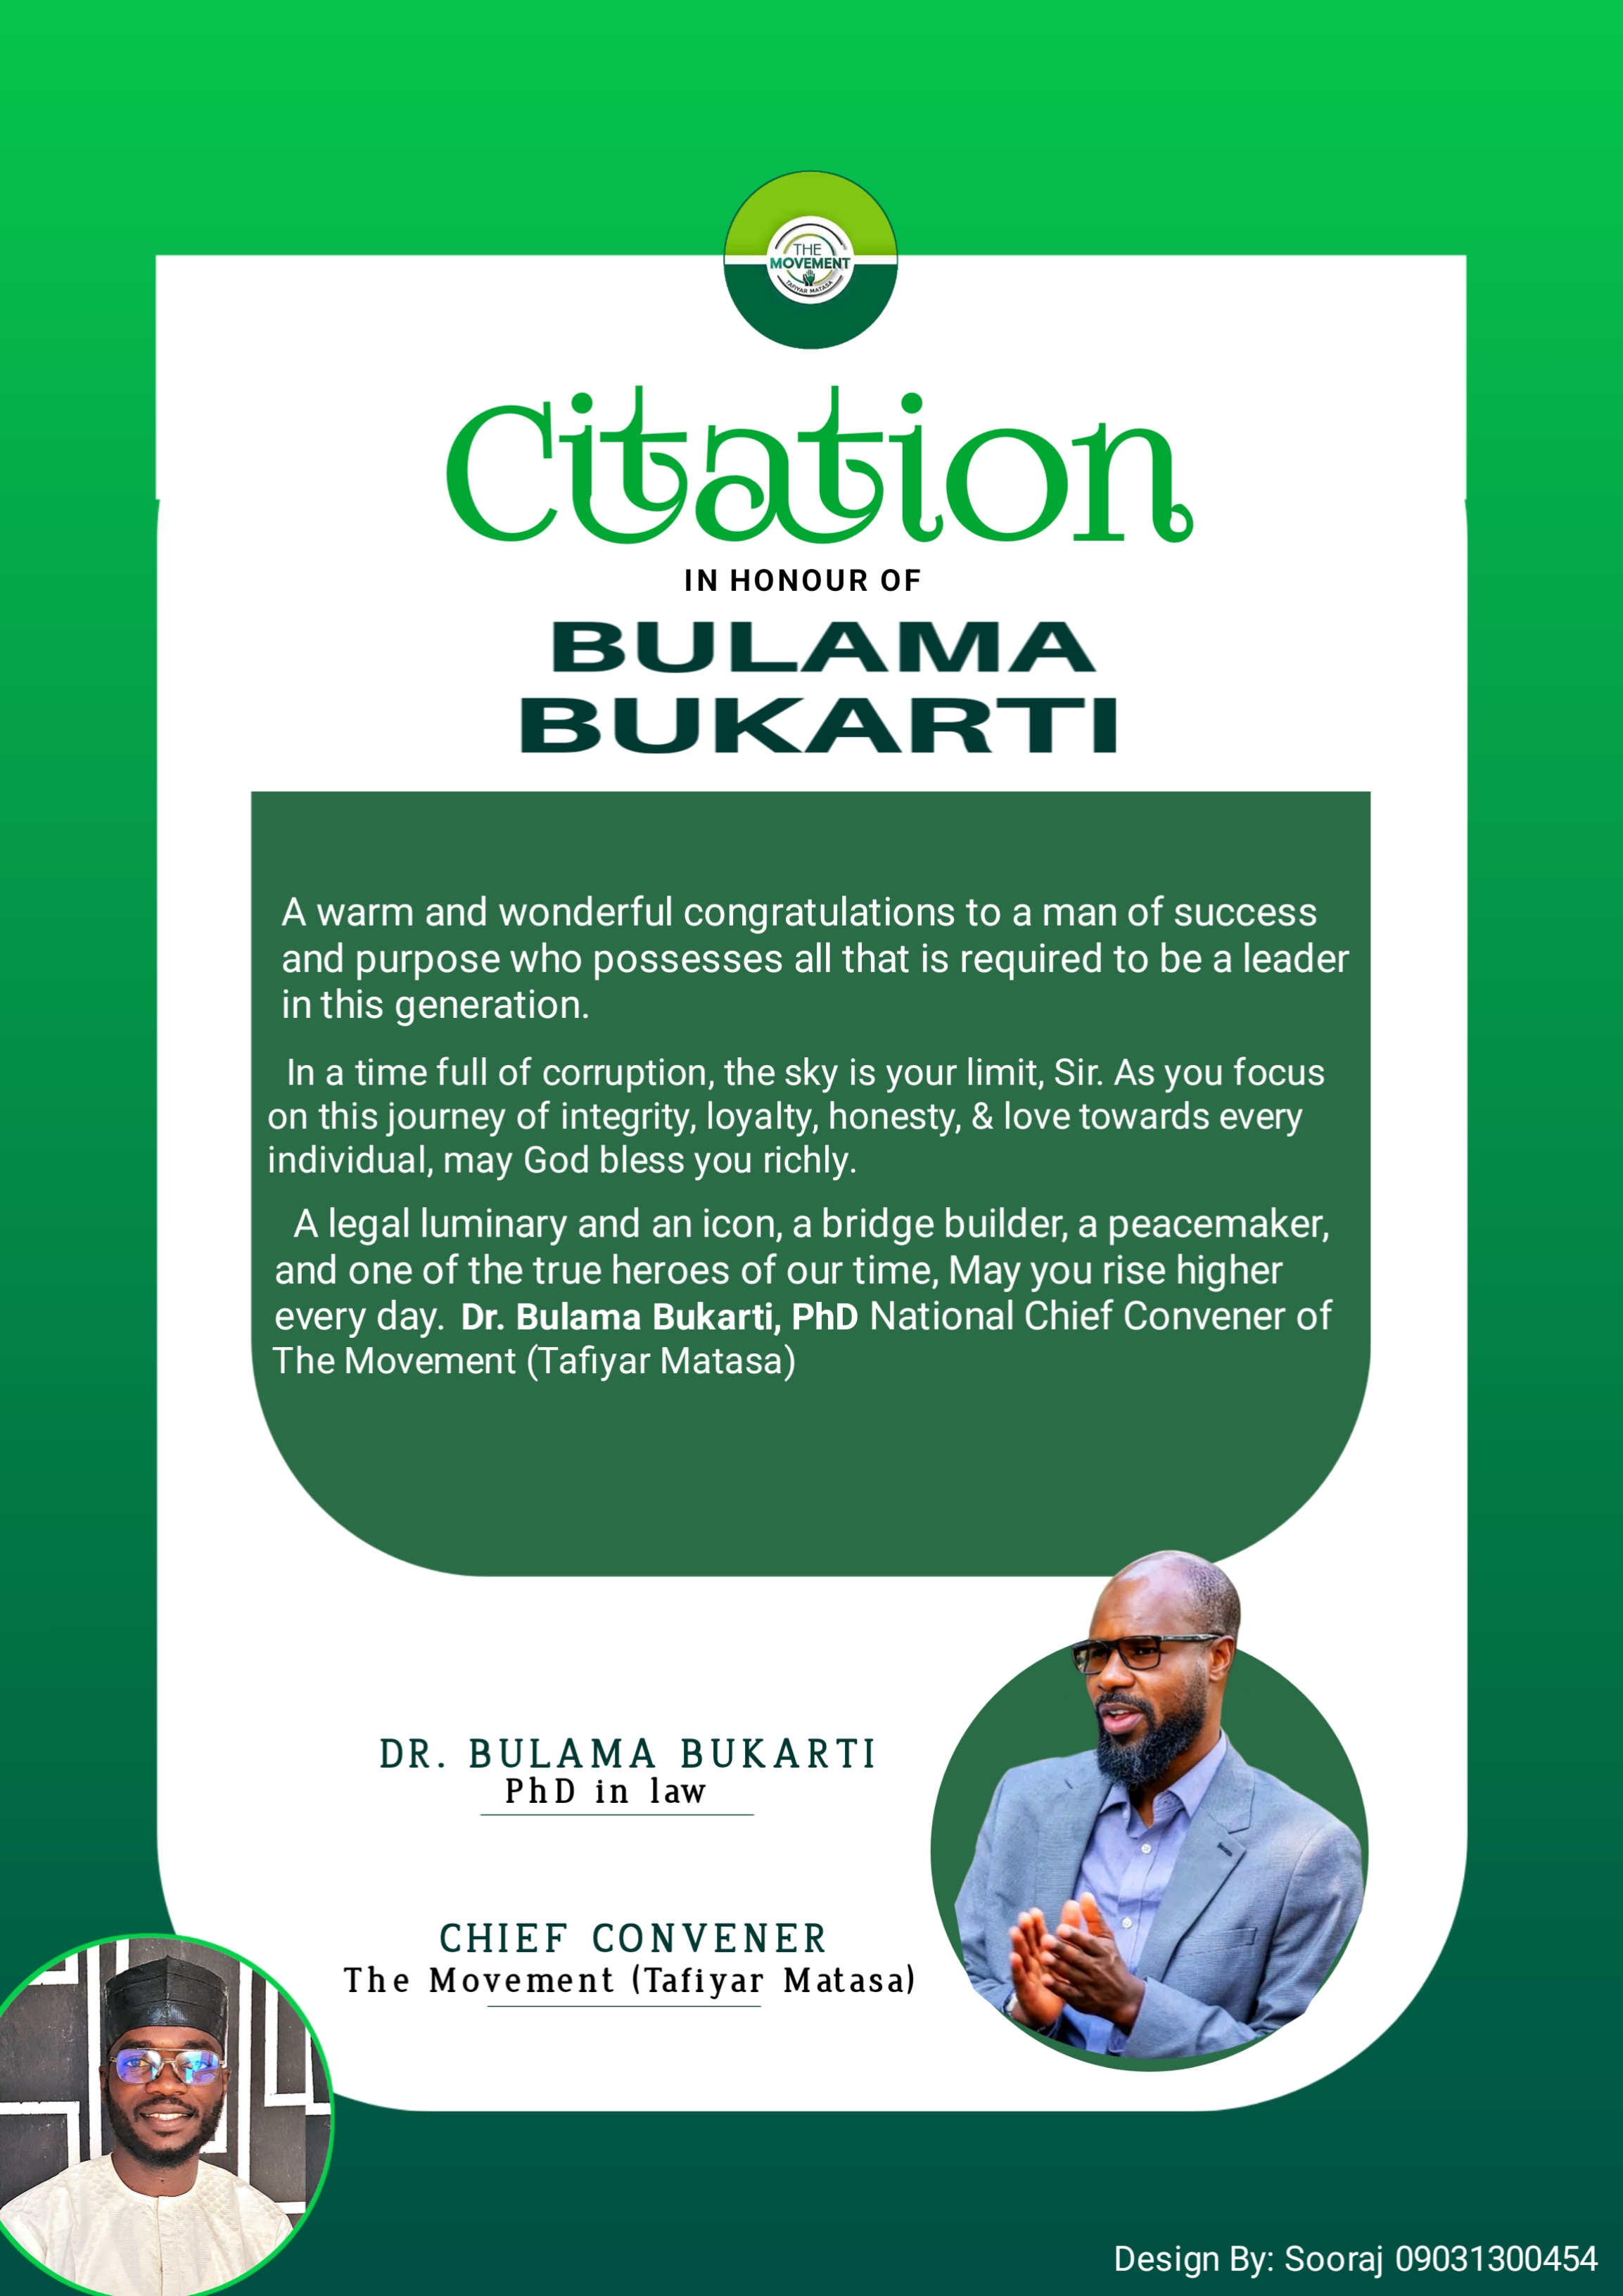 THE
MOVEMENT
TAFIYAR MATASA
Citation
IN HONOUR OF
BULAMA
BUKARTI
A warm and wonderful congratulations to a man of success
and purpose who possesses all that is required to be a leader
in this generation.
In a time full of corruption, the sky is your limit, Sir. As you focus
on this journey of integrity, loyalty, honesty, & love towards every
individual, may God bless you richly.
A legal luminary and an icon, a bridge builder, a peacemaker,
and one of the true heroes of our time, May you rise higher
every day. Dr. Bulama Bukarti, PhD National Chief Convener of
The Movement (Tafiyar Matasa)
DR. BULAMA BUKARTI
PhD in law
CHIEF CONVENER
The Movement (Tafiyar Matasa)
Design By: Sooraj 09031300454